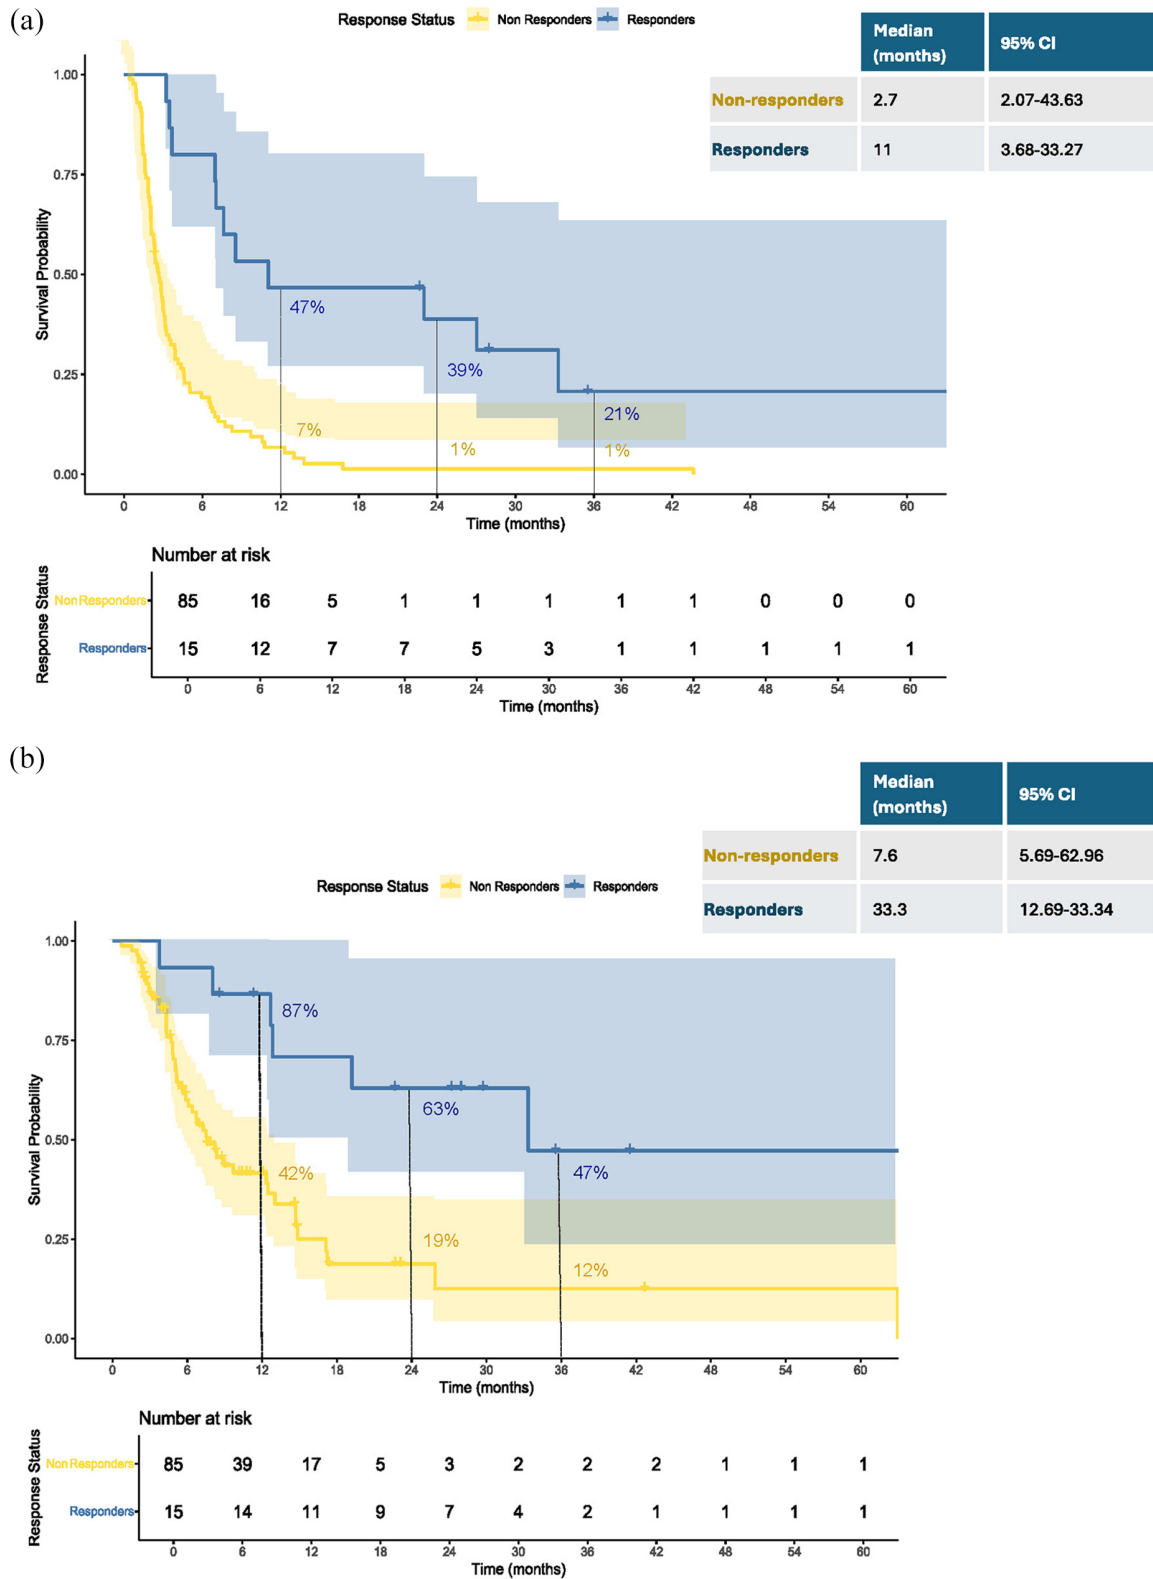 (a)
Response Status Non Responders Responders
Median (months) 95% CI
Non-responders 2.7 2.07-43.63
Responders 11 3.68-33.27
Survival Probability
1.00
0.75
0.50
0.25
0.00
47%
39%
21%
7%
1%
1%
0 6 12 18 24 30 36 42 48 54 60
Time (months)
Number at risk
Response Status
Non Responders 85 16 5 1 1 1 1 1 0 0 0
Responders 15 12 7 7 5 3 1 1 1 1 1
0 6 12 18 24 30 36 42 48 54 60
Time (months)
(b)
Median (months) 95% CI
Non-responders 7.6 5.69-62.96
Responders 33.3 12.69-33.34
Response Status Non Responders Responders
Survival Probability
1.00
0.75
0.50
0.25
0.00
87%
63%
47%
42%
19%
12%
0 6 12 18 24 30 36 42 48 54 60
Time (months)
Number at risk
Response Status
Non Responders 85 39 17 5 3 2 2 2 1 1 1
Responders 15 14 11 9 7 4 2 1 1 1 1
0 6 12 18 24 30 36 42 48 54 60
Time (months)